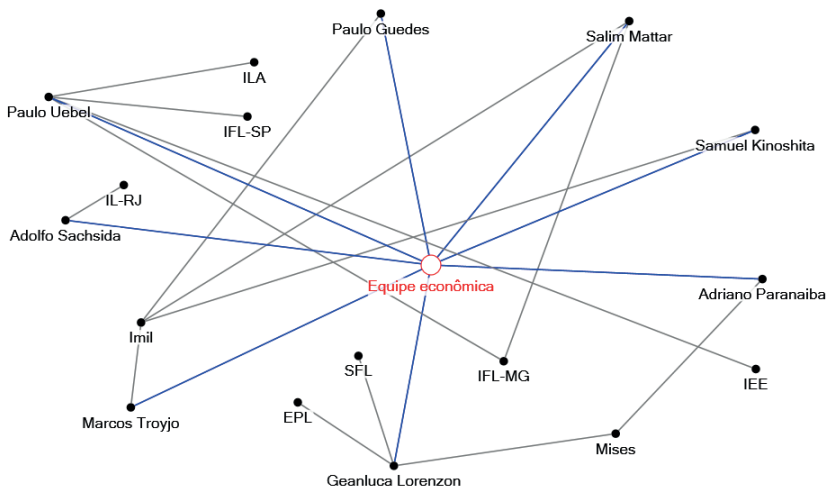 Paulo Guedes
Salim Mattar
ILA
Paulo Uebel
IFL-SP
Samuel Kinoshita
IL-RJ
Adolfo Sachsida
Equipe econômica
Adriano Paranaiba
Imil
SFL
IFL-MG
IEE
EPL
Marcos Troyjo
Mises
Geanluca Lorenzon